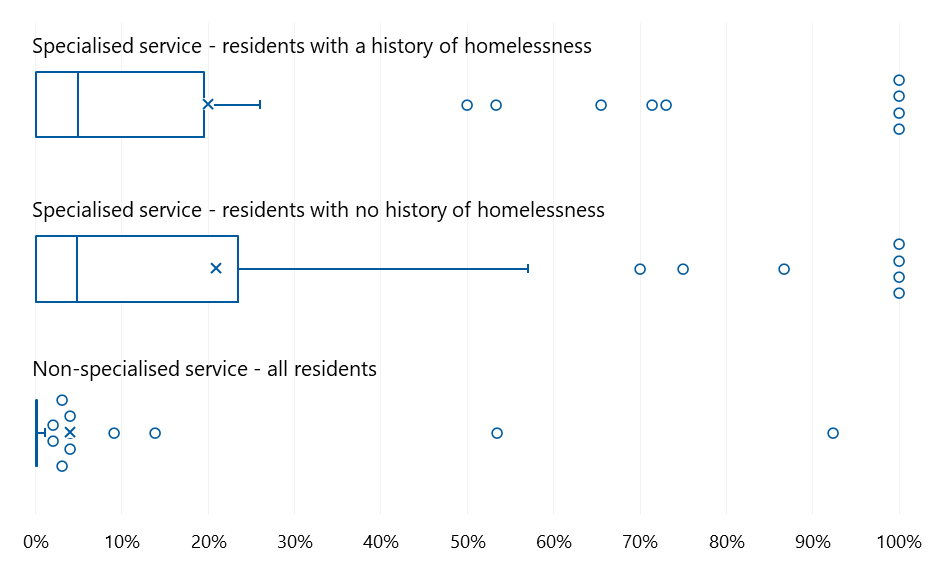 Specialised service - residents with a history of homelessness
Specialised service - residents with no history of homelessness
Non-specialised service - all residents
0% 10% 20% 30% 40% 50% 60% 70% 80% 90% 100%